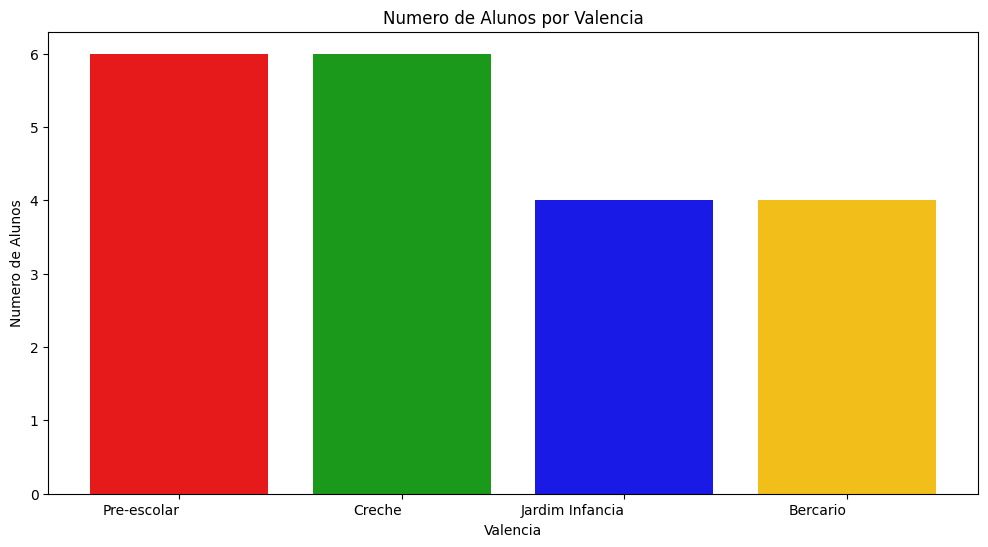 Numero de Alunos por Valencia
Numero de Alunos
6
5
4
3
2
1
0
Pre-escolar Creche Jardim Infancia Bercario
Valencia